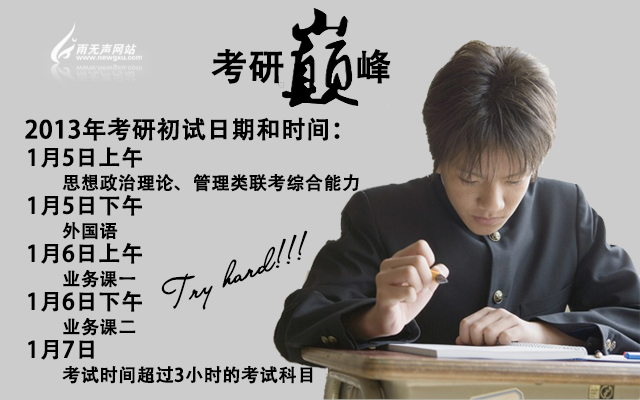 雨无声网站
www.newgxu.com
考研巅峰
2013年考研初试日期和时间：
1月5日上午
思想政治理论、管理类联考综合能力
1月5日下午
外国语
1月6日上午
业务课一
1月6日下午
业务课二
1月7日
考试时间超过3小时的考试科目
Try hard!!!